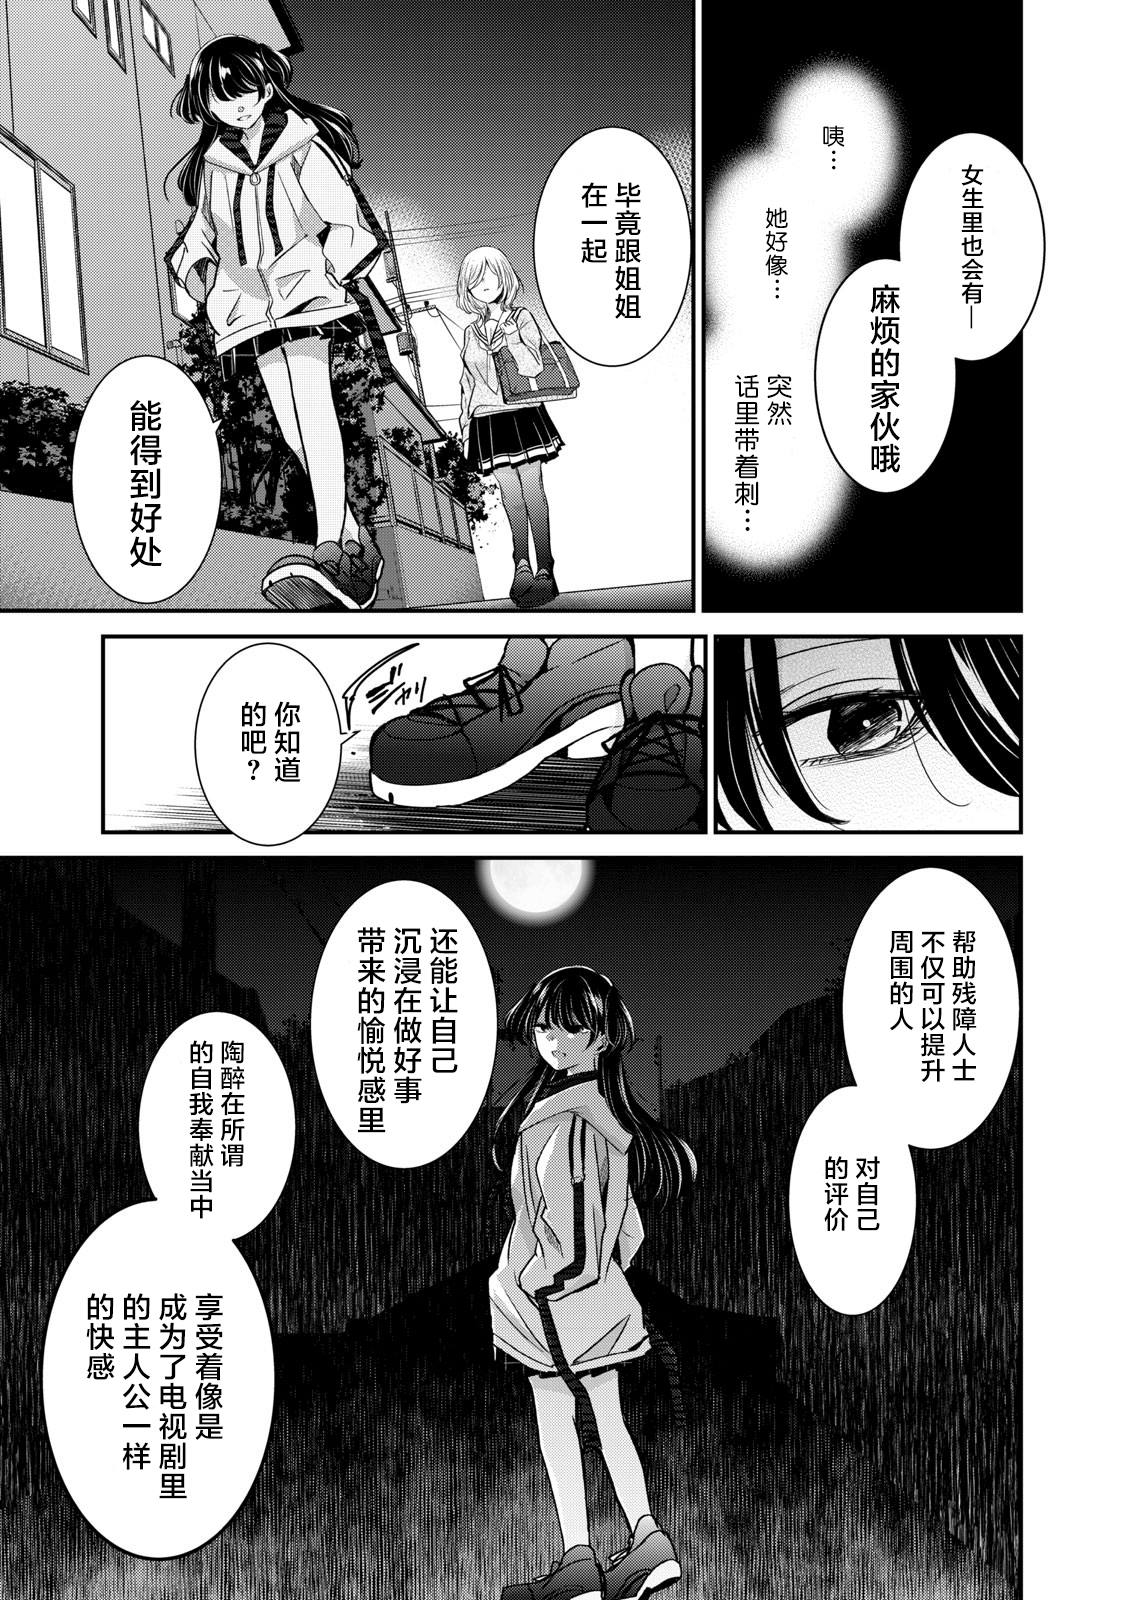 女生里也会有—
麻烦的家伙哦
咦…
她好像…
突然
话里带着刺…
毕竟跟姐姐
在一起
能得到好处
ジャリ
你知道
的吧？
帮助残障人士
不仅可以提升
周围的人
对自己
的评价
还能让自己
沉浸在做好事
带来的愉悦感里
陶醉在所谓
的自我奉献当中
享受着像是
成为了电视剧里
的主人公一样
的快感